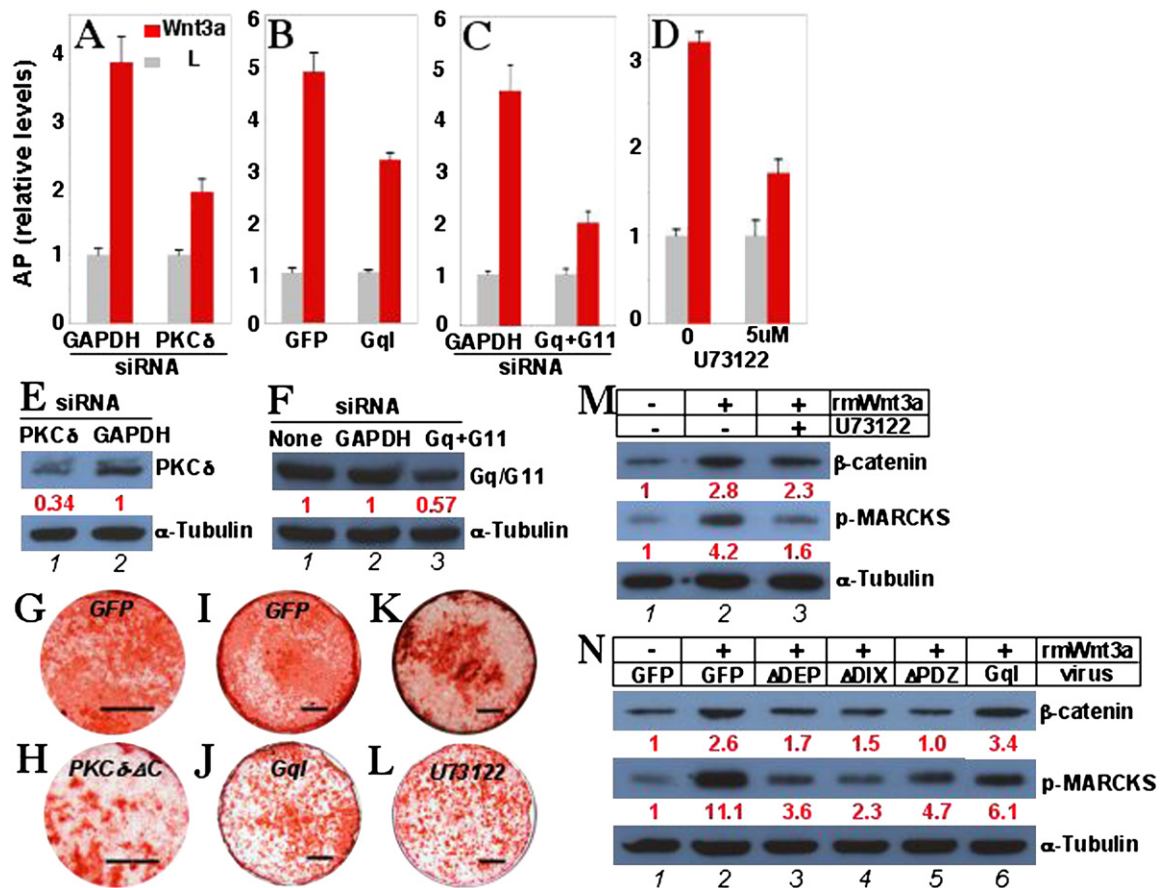 A
Wnt3a
L
AP (relative levels)
4
3
2
1
0
GAPDH PKCδ
siRNA
B
6
5
4
3
2
1
0
GFP GqI
C
6
5
4
3
2
1
0
GAPDH Gq+G11
siRNA
D
3
2
1
0
0 5uM
U73122
E siRNA
PKCδ GAPDH
PKCδ
0.34 1
α-Tubulin
1 2
F siRNA
None GAPDH Gq+G11
Gq/G11
1 1 0.57
α-Tubulin
1 2 3
G GFP
I GFP
K
H PKCδ-ΔC
J GqI
L U73122
M - + + rmWnt3a
- - + U73122
β-catenin
1 2.8 2.3
p-MARCKS
1 4.2 1.6
α-Tubulin
1 2 3
N - + + + + + rmWnt3a
GFP GFP ΔDEP ΔDIX ΔPDZ GqI virus
β-catenin
1 2.6 1.7 1.5 1.0 3.4
p-MARCKS
1 11.1 3.6 2.3 4.7 6.1
α-Tubulin
1 2 3 4 5 6